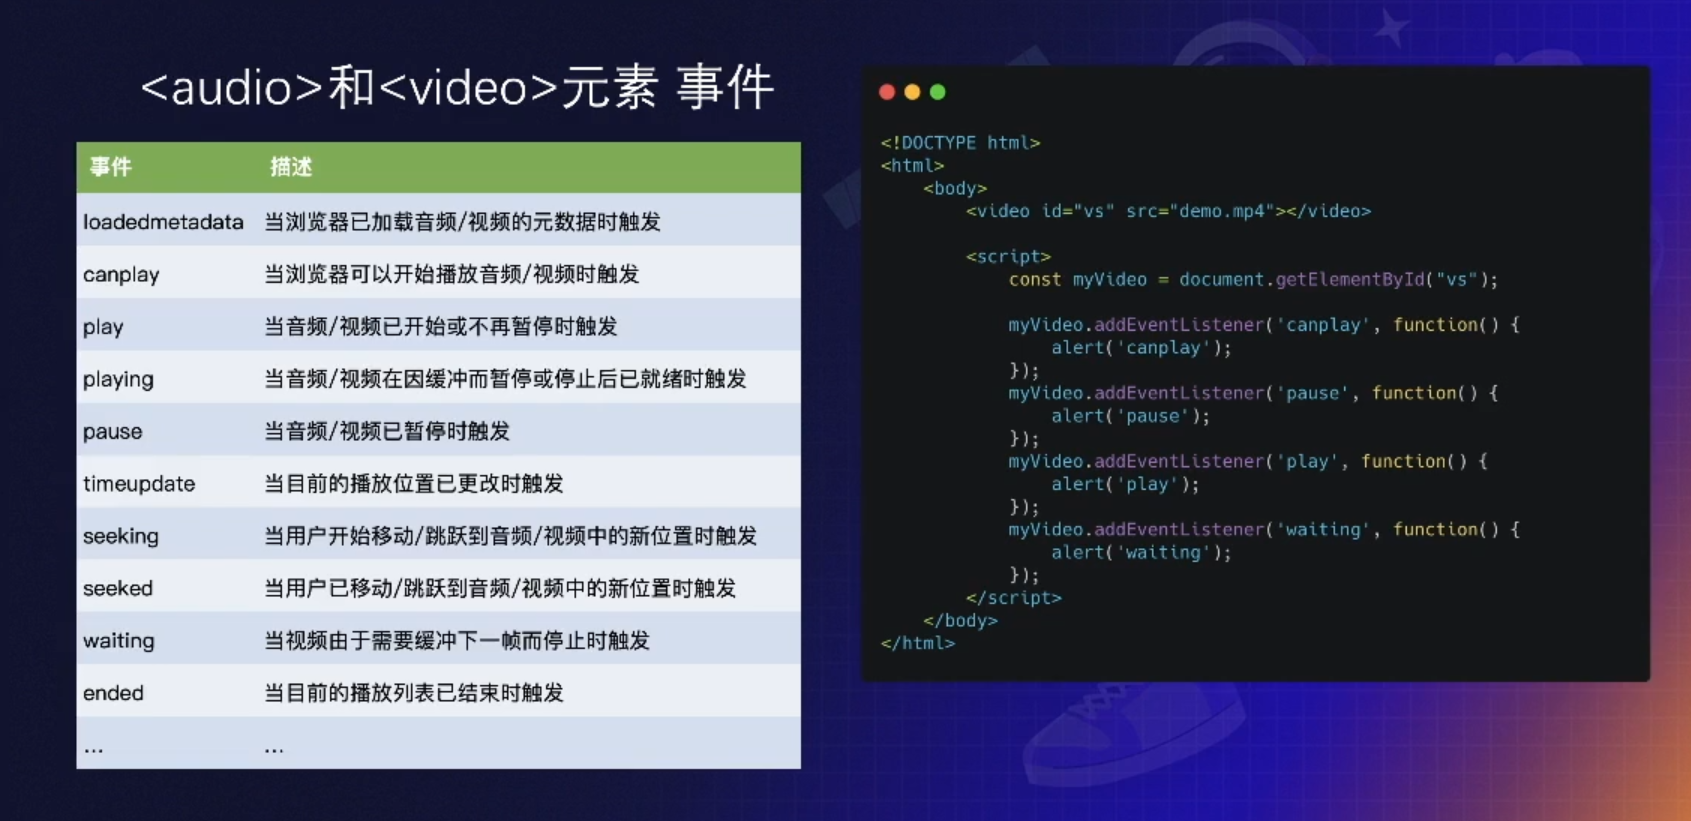 <audio>和<video>元素 事件
事件 描述
loadedmetadata 当浏览器已加载音频/视频的元数据时触发
canplay 当浏览器可以开始播放音频/视频时触发
play 当音频/视频已开始或不再暂停时触发
playing 当音频/视频在因缓冲而暂停或停止后已就绪时触发
pause 当音频/视频已暂停时触发
timeupdate 当目前的播放位置已更改时触发
seeking 当用户开始移动/跳跃到音频/视频中的新位置时触发
seeked 当用户已移动/跳跃到音频/视频中的新位置时触发
waiting 当视频由于需要缓冲下一帧而停止时触发
ended 当目前的播放列表已结束时触发
... ...
<!DOCTYPE html>
<html>
<body>
<video id="vs" src="demo.mp4"></video>
<script>
const myVideo = document.getElementById("vs");
myVideo.addEventListener('canplay', function() {
alert('canplay');
});
myVideo.addEventListener('pause', function() {
alert('pause');
});
myVideo.addEventListener('play', function() {
alert('play');
});
myVideo.addEventListener('waiting', function() {
alert('waiting');
});
</script>
</body>
</html>